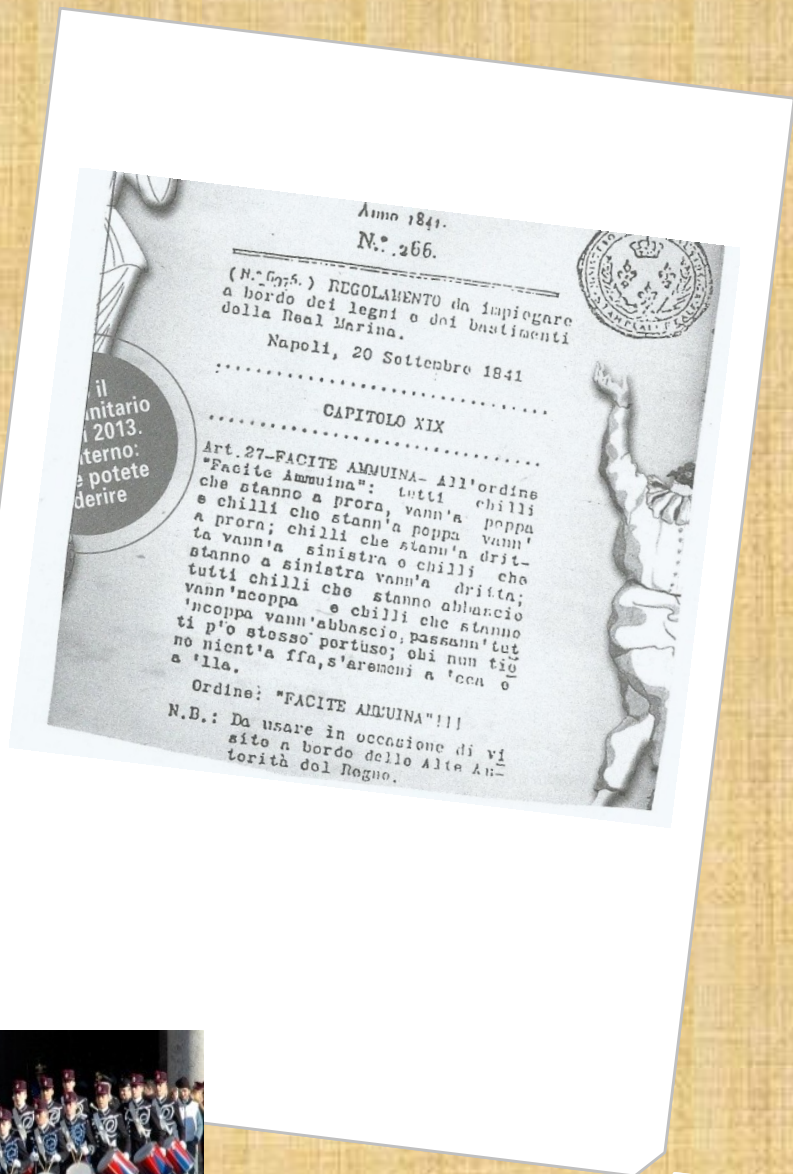 Anno 1841.
N.º 266.
(N.º 6975.) REGOLAMENTO da impiegare
a bordo dei legni e dei bastimenti
della Real Marina.
Napoli, 20 Settembre 1841
CAPITOLO XIX
Art.27-FACITE AMMUINA- All'ordine
"Facite Ammuina": tutti chilli
che stanno a prora, vann'a poppa
e chilli che stann'a poppa vann'
a prora; chilli che stann'a drit-
ta vann'a sinistra e chilli che
stanno a sinistra vann'a dritta;
tutti chilli che stanno abbascio
vann'ncoppa e chilli che stanno
'ncoppa vann'abbascio, passann'tut
ti p'o stesso portuso; chi nun tie
no nient'a ffa, s'aremeni a 'cca e
a 'lla.
Ordine: "FACITE AMMUINA"!!!
N.B.: Da usare in occasione di vi
site a bordo delle Alte Au-
torità del Regno.
il
nitario
2013.
terno:
e potete
derire